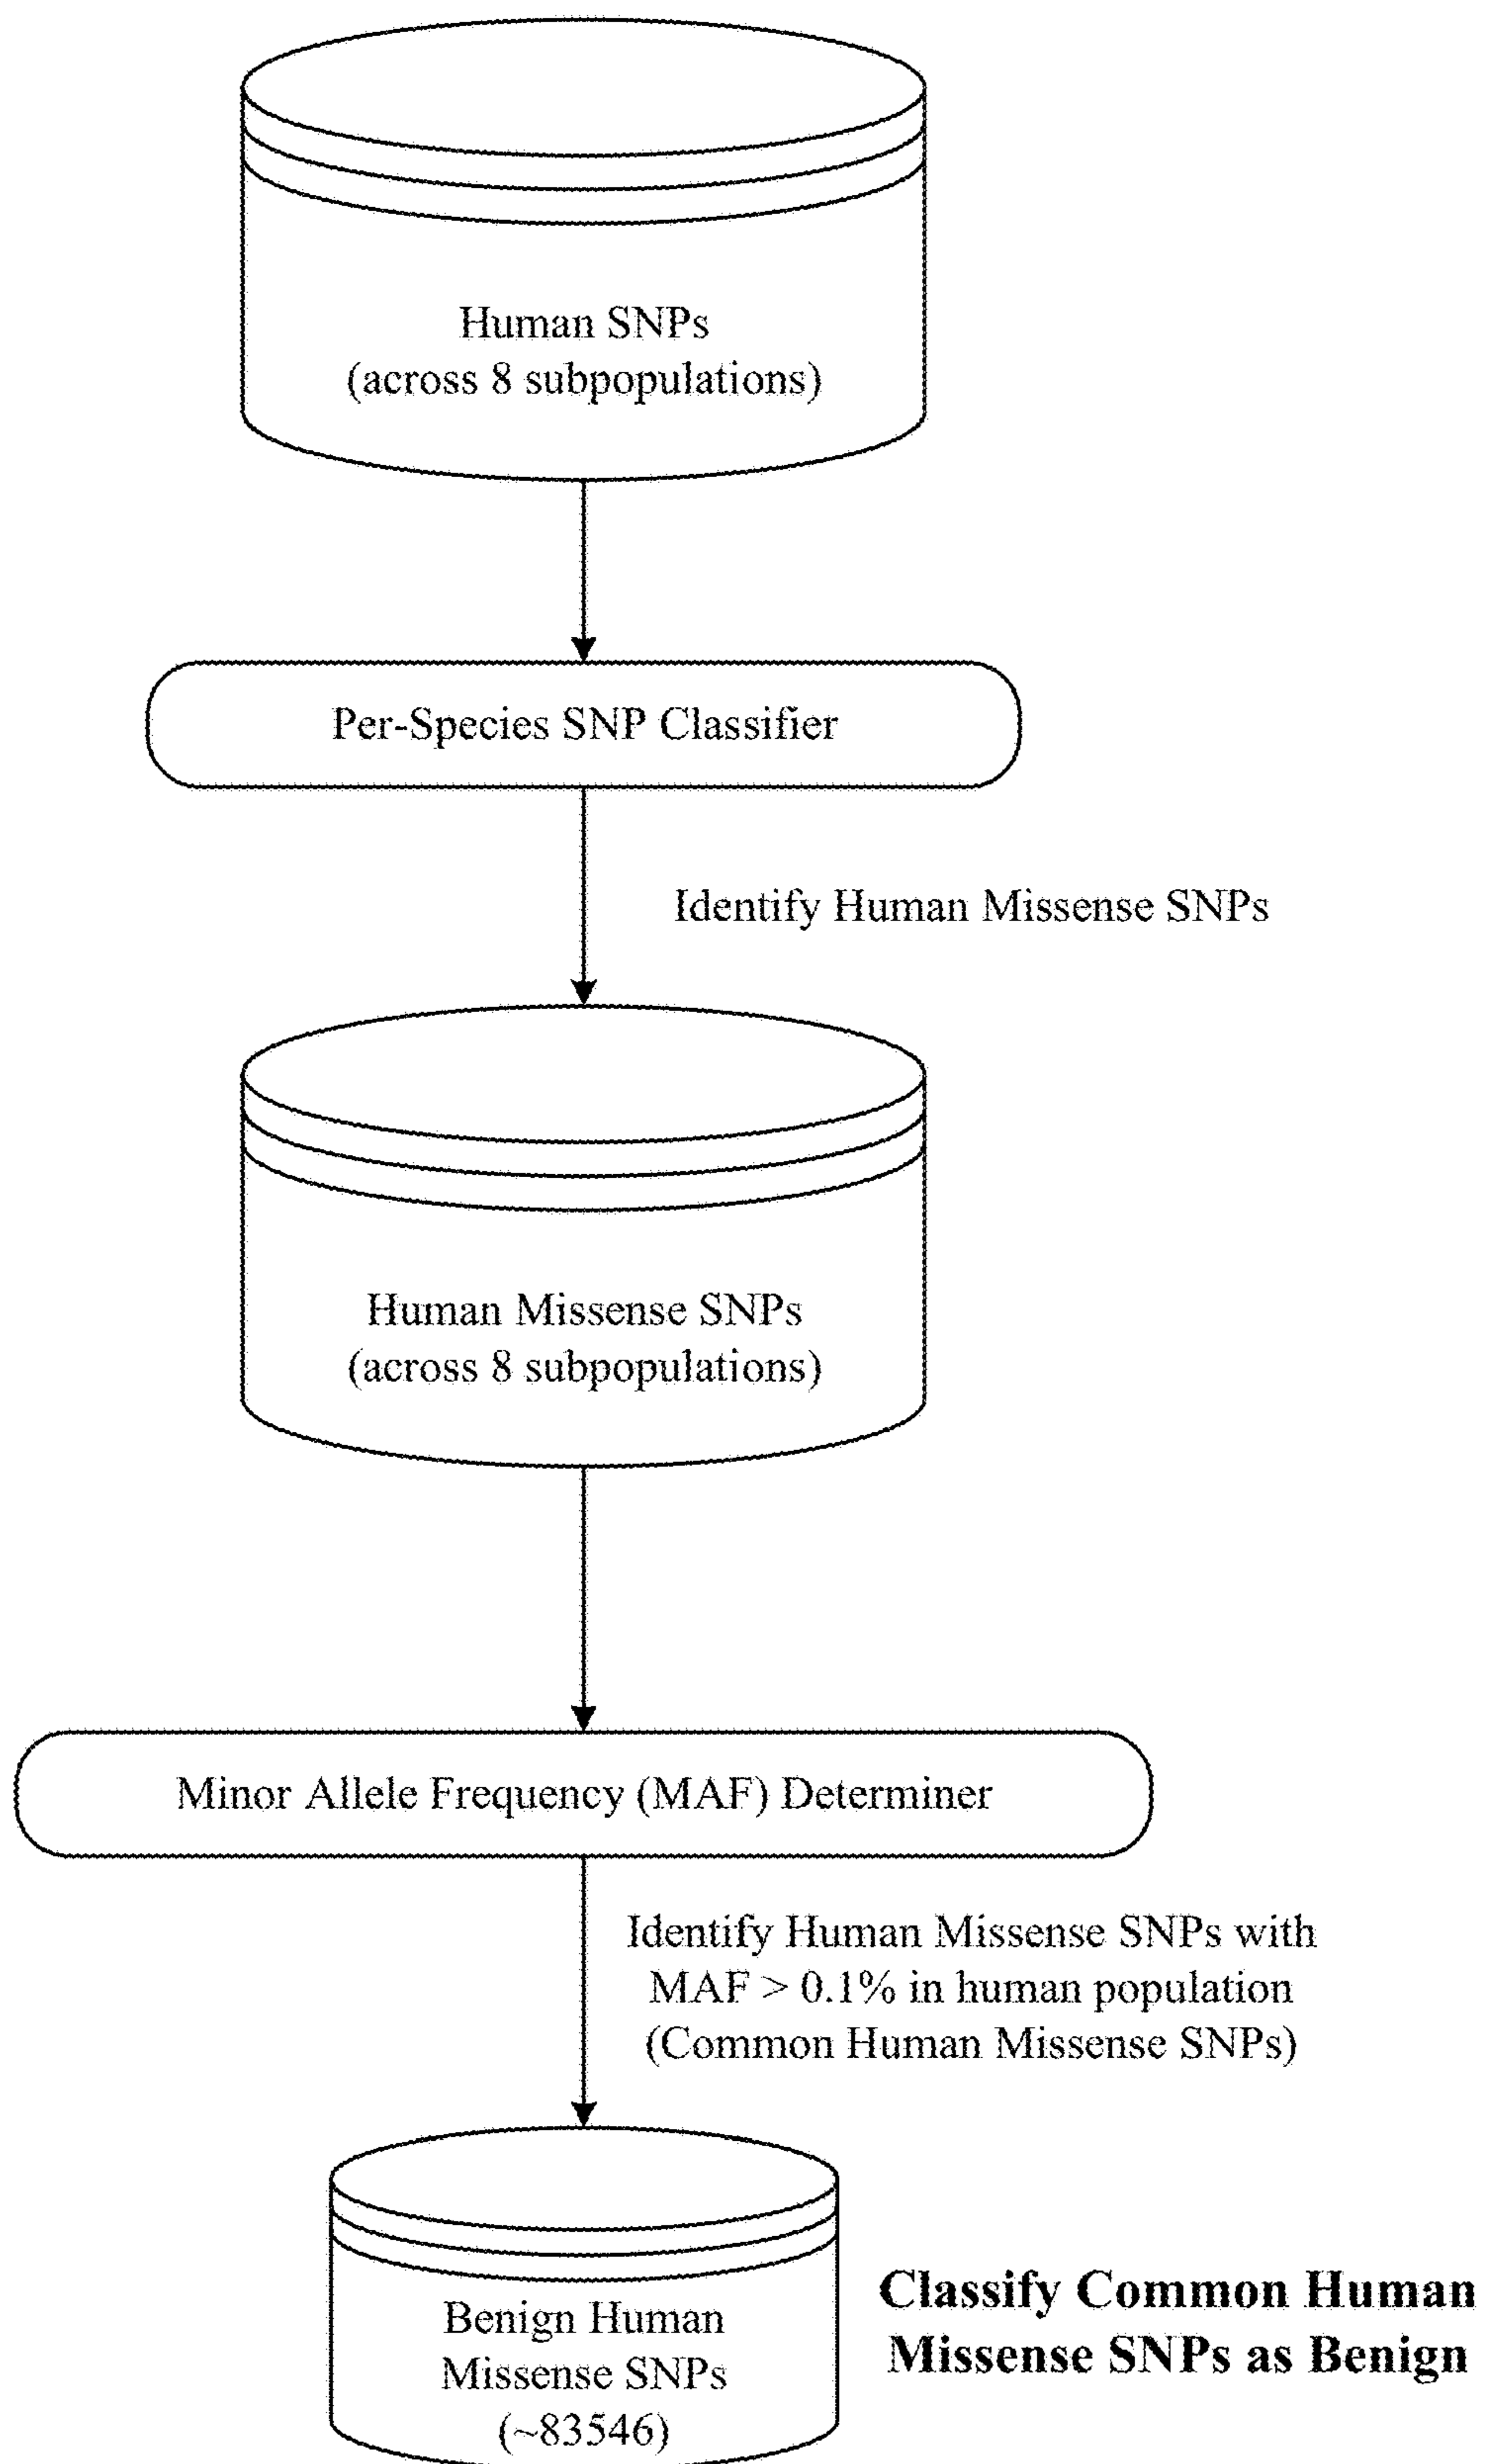 Human SNPs
(across 8 subpopulations)
Per-Species SNP Classifier
Identify Human Missense SNPs
Human Missense SNPs
(across 8 subpopulations)
Minor Allele Frequency (MAF) Determiner
Identify Human Missense SNPs with
MAF > 0.1% in human population
(Common Human Missense SNPs)
Benign Human
Missense SNPs
(~83546)
Classify Common Human
Missense SNPs as Benign